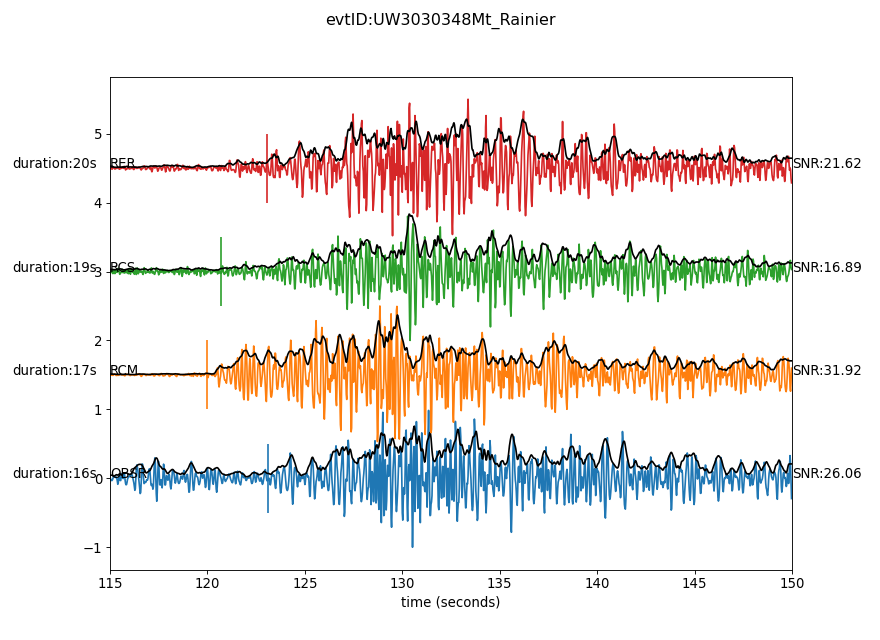 evtID:UW3030348Mt_Rainier
5
duration:20s RER SNR:21.62
4
duration:19s RCS SNR:16.89
3
2
duration:17s RCM SNR:31.92
1
duration:16s OBSR SNR:26.06
0
−1
115 120 125 130 135 140 145 150
time (seconds)